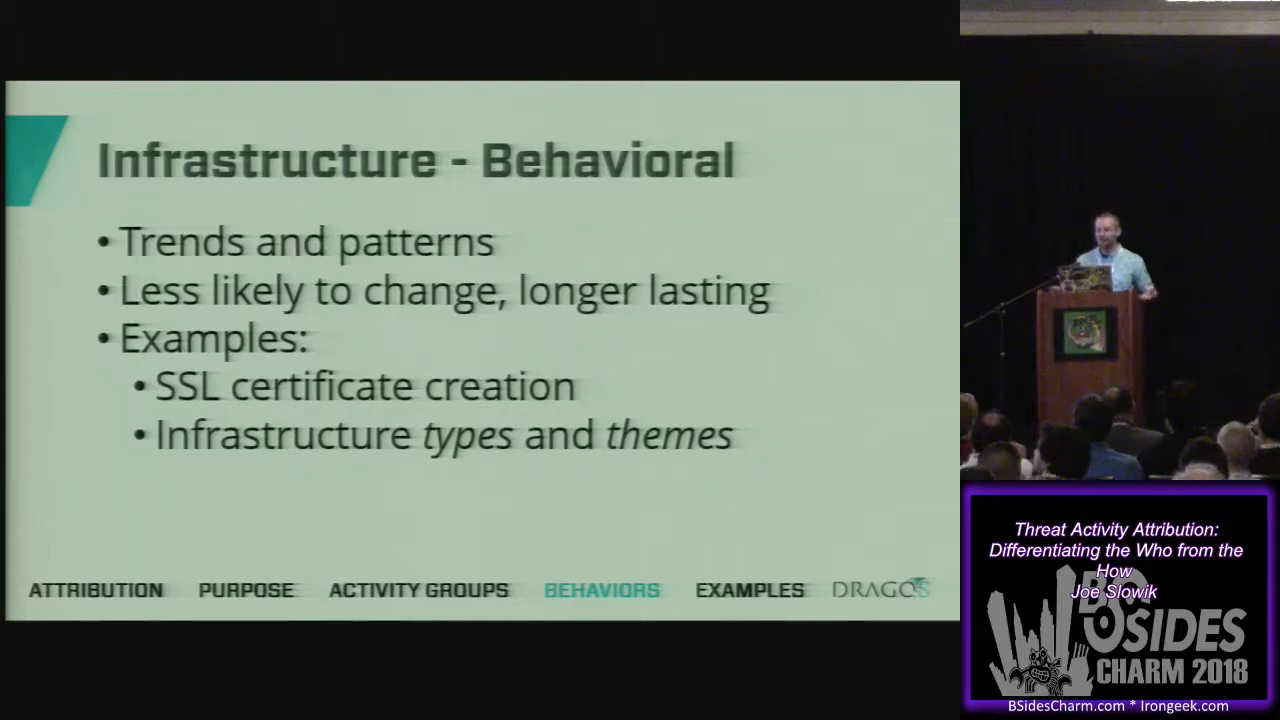 Infrastructure - Behavioral
• Trends and patterns
• Less likely to change, longer lasting
• Examples:
• SSL certificate creation
• Infrastructure types and themes
ATTRIBUTION PURPOSE ACTIVITY GROUPS BEHAVIORS EXAMPLES DRAGOS
Threat Activity Attribution:
Differentiating the Who from the
How
Joe Slowik
BSIDES
CHARM 2018
BSidesCharm.com * Irongeek.com